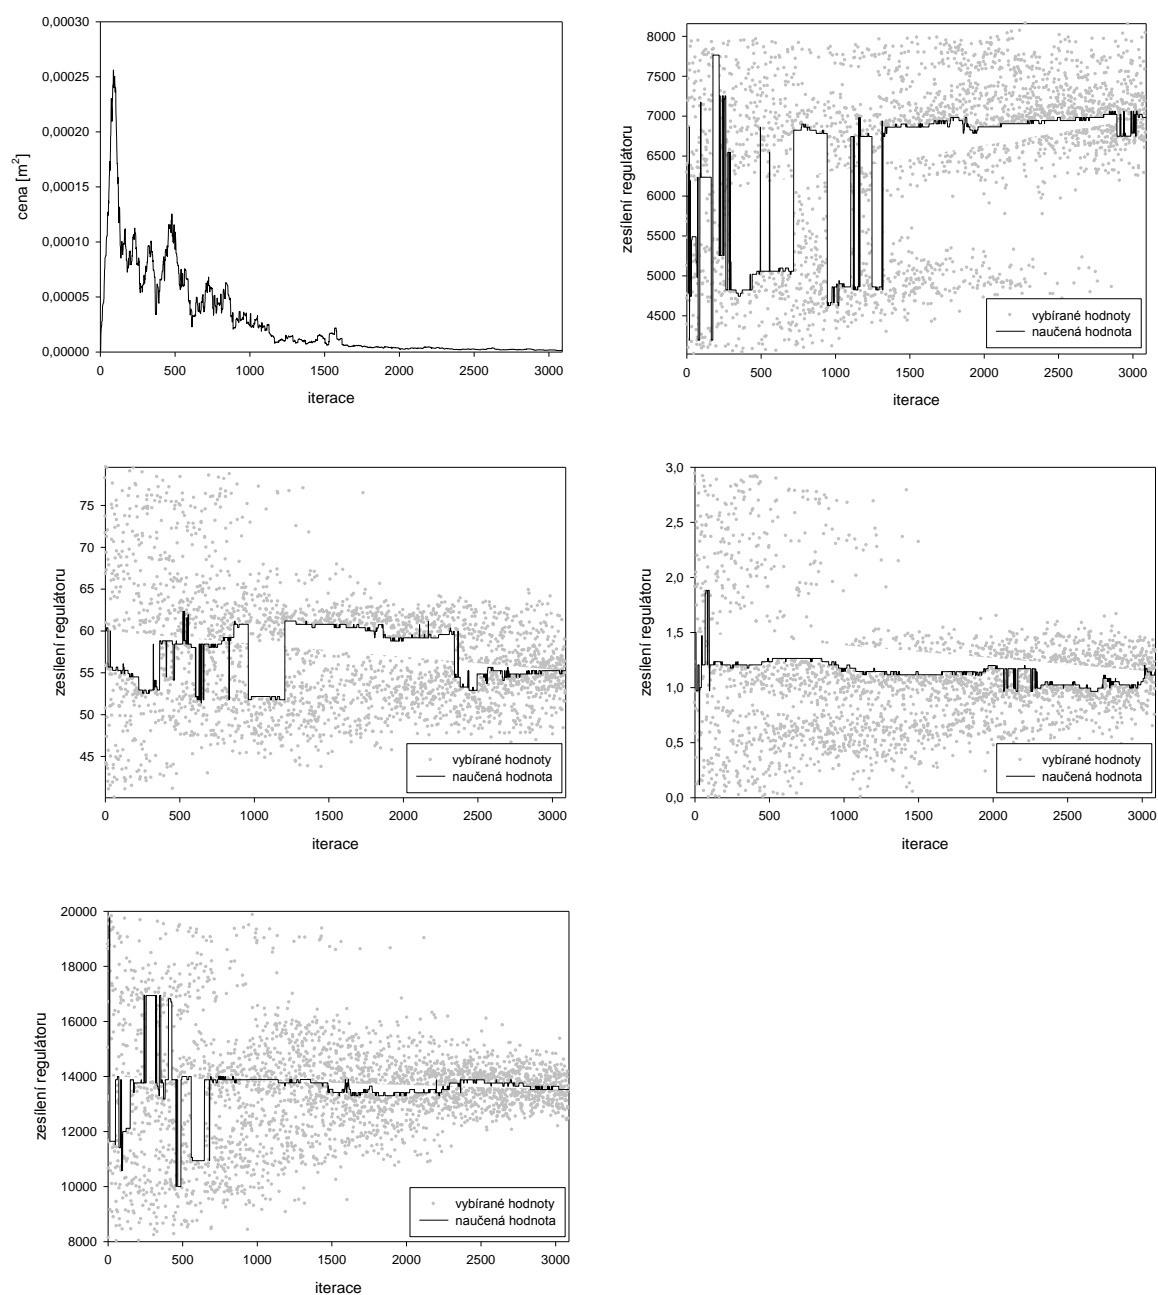 0,00030
0,00025
0,00020
0,00015
0,00010
0,00005
0,00000
cena [m²]
0 500 1000 1500 2000 2500 3000
iterace
8000
7500
7000
6500
6000
5500
5000
4500
zesílení regulátoru
vybírané hodnoty
naučená hodnota
0 500 1000 1500 2000 2500 3000
iterace
75
70
65
60
55
50
45
zesílení regulátoru
vybírané hodnoty
naučená hodnota
0 500 1000 1500 2000 2500 3000
iterace
3,0
2,5
2,0
1,5
1,0
0,5
0,0
zesílení regulátoru
vybírané hodnoty
naučená hodnota
0 500 1000 1500 2000 2500 3000
iterace
20000
18000
16000
14000
12000
10000
8000
zesílení regulátoru
vybírané hodnoty
naučená hodnota
0 500 1000 1500 2000 2500 3000
iterace